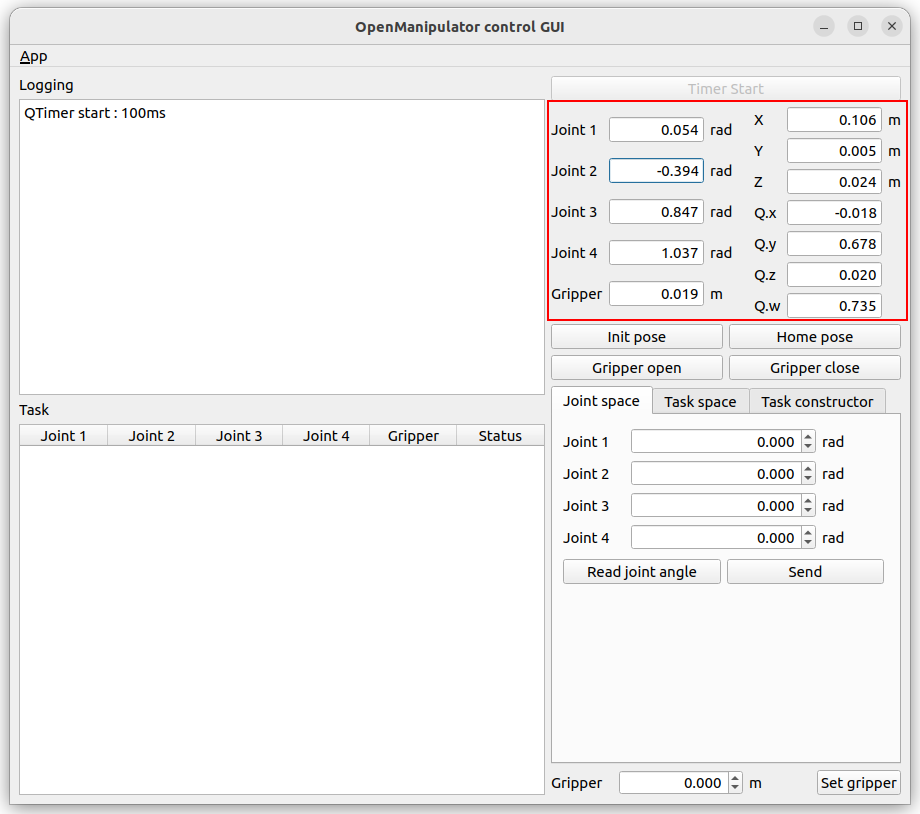 OpenManipulator control GUI
App
Logging
QTimer start : 100ms
Timer Start
Joint 1 0.054 rad
Joint 2 -0.394 rad
Joint 3 0.847 rad
Joint 4 1.037 rad
Gripper 0.019 m
X 0.106 m
Y 0.005 m
Z 0.024 m
Q.x -0.018
Q.y 0.678
Q.z 0.020
Q.w 0.735
Init pose Home pose
Gripper open Gripper close
Task
Joint 1 Joint 2 Joint 3 Joint 4 Gripper Status
Joint space Task space Task constructor
Joint 1 0.000 rad
Joint 2 0.000 rad
Joint 3 0.000 rad
Joint 4 0.000 rad
Read joint angle Send
Gripper 0.000 m Set gripper